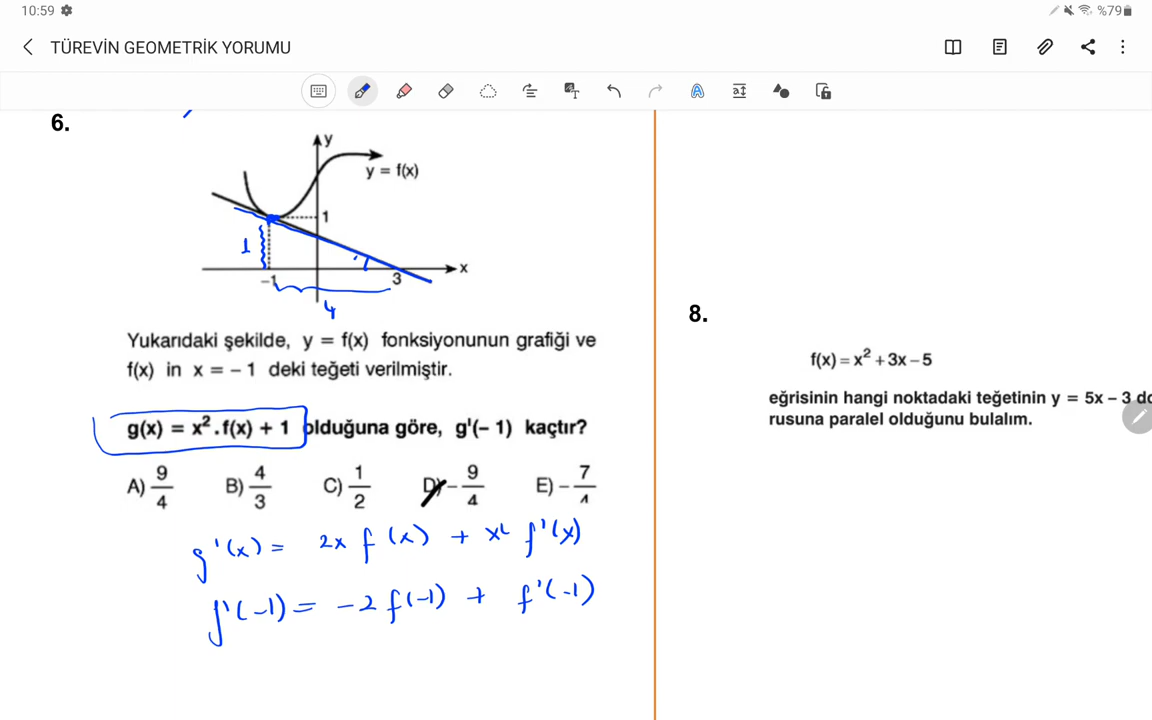 10:59 %79
TÜREVİN GEOMETRİK YORUMU
6.
y
y = f(x)
1
1
-1
3
x
4
Yukarıdaki şekilde, y = f(x) fonksiyonunun grafiği ve
f(x) in x = – 1 deki teğeti verilmiştir.
g(x) = x².f(x) + 1 olduğuna göre, g'(– 1) kaçtır?
A) 9/4 B) 4/3 C) 1/2 D) – 9/4 E) – 7/4
g'(x) = 2x f(x) + x² f'(x)
g'(-1) = -2 f(-1) + f'(-1)
8.
f(x) = x² + 3x – 5
eğrisinin hangi noktadaki teğetinin y = 5x – 3 do
rusuna paralel olduğunu bulalım.